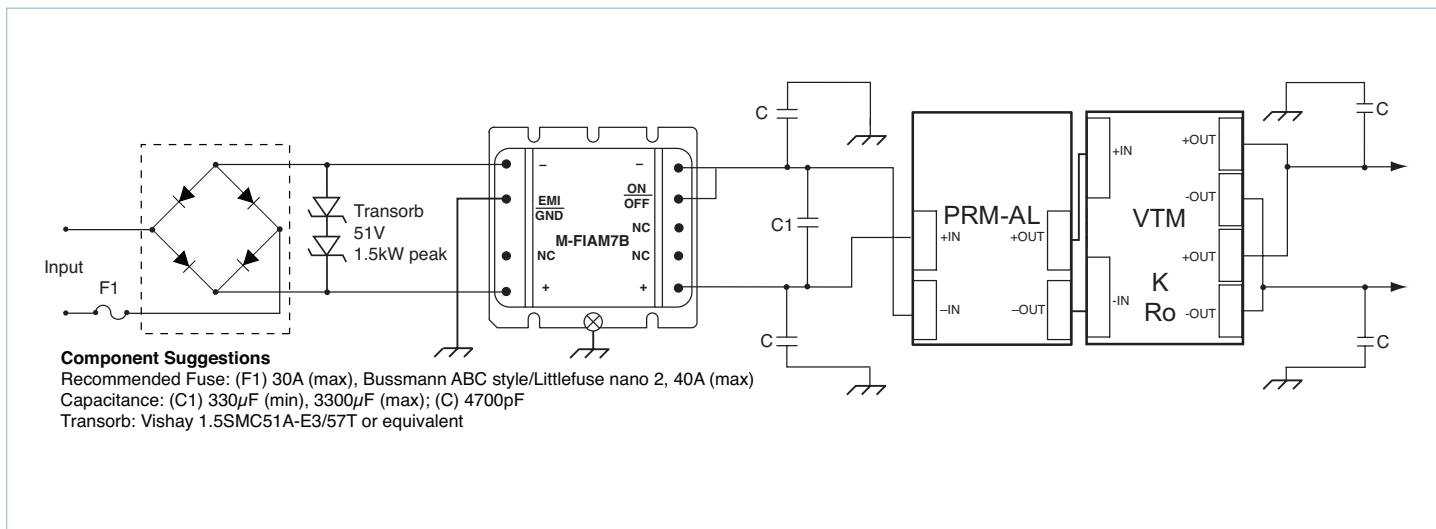 Input
F1
Transorb
51V
1.5kW peak
–
EMI
GND
NC
+
M-FIAM7B
–
ON
OFF
NC
NC
+
C
C1
C
PRM-AL
+IN
–IN
+OUT
–OUT
VTM
K
Ro
+IN
-IN
+OUT
-OUT
+OUT
-OUT
C
C
Component Suggestions
Recommended Fuse: (F1) 30A (max), Bussmann ABC style/Littlefuse nano 2, 40A (max)
Capacitance: (C1) 330µF (min), 3300µF (max); (C) 4700pF
Transorb: Vishay 1.5SMC51A-E3/57T or equivalent